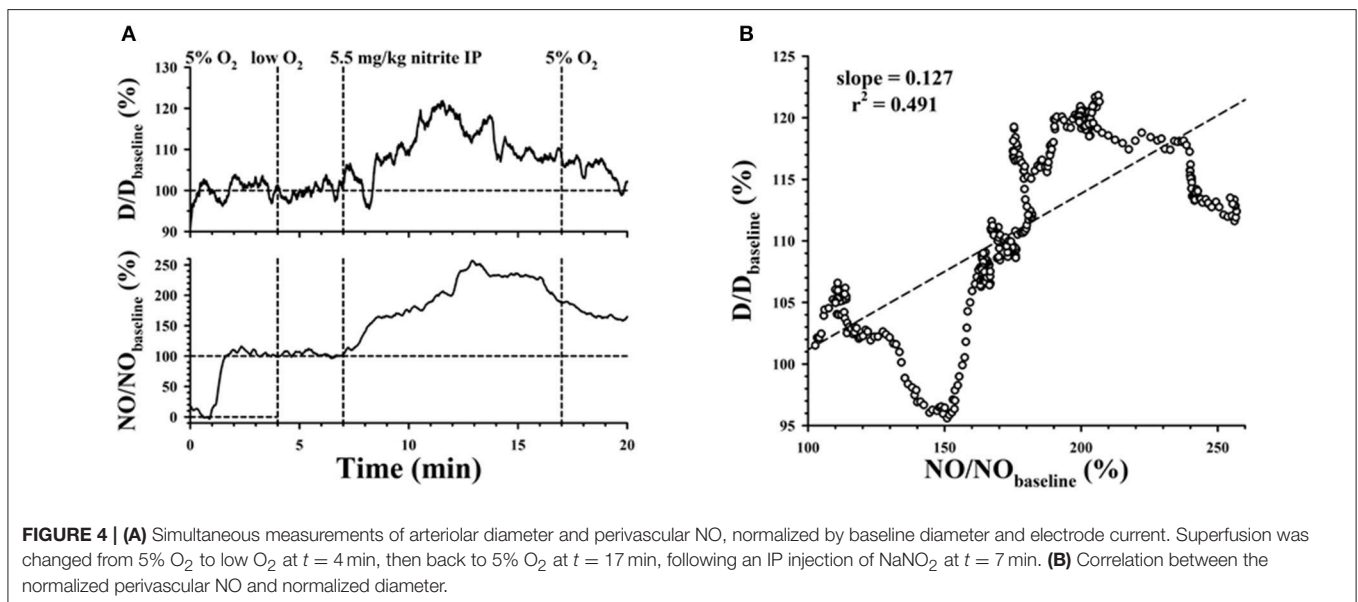 A
5% O2 low O2 5.5 mg/kg nitrite IP 5% O2
130
120
110
100
90
D/Dbaseline (%)
250
200
150
100
50
0
NO/NObaseline (%)
0 5 10 15 20
Time (min)
B
slope = 0.127
r2 = 0.491
125
120
115
110
105
100
95
D/Dbaseline (%)
100 150 200 250
NO/NObaseline (%)
FIGURE 4 | (A) Simultaneous measurements of arteriolar diameter and perivascular NO, normalized by baseline diameter and electrode current. Superfusion was
changed from 5% O2 to low O2 at t = 4 min, then back to 5% O2 at t = 17 min, following an IP injection of NaNO2 at t = 7 min. (B) Correlation between the
normalized perivascular NO and normalized diameter.